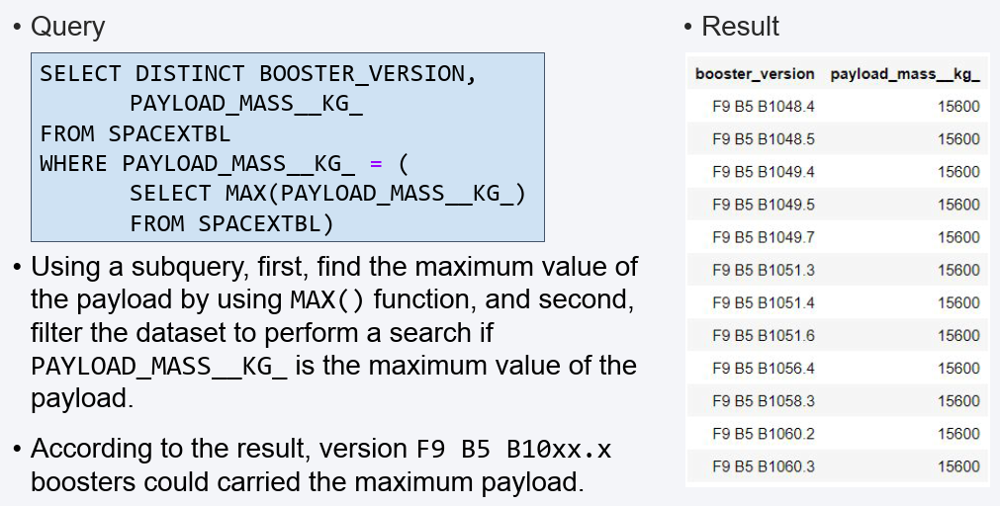 • Query
SELECT DISTINCT BOOSTER_VERSION,
PAYLOAD_MASS__KG_
FROM SPACEXTBL
WHERE PAYLOAD_MASS__KG_ = (
SELECT MAX(PAYLOAD_MASS__KG_)
FROM SPACEXTBL)
• Using a subquery, first, find the maximum value of
the payload by using MAX() function, and second,
filter the dataset to perform a search if
PAYLOAD_MASS__KG_ is the maximum value of the
payload.
• According to the result, version F9 B5 B10xx.x
boosters could carried the maximum payload.
• Result
booster_version payload_mass__kg_
F9 B5 B1048.4 15600
F9 B5 B1048.5 15600
F9 B5 B1049.4 15600
F9 B5 B1049.5 15600
F9 B5 B1049.7 15600
F9 B5 B1051.3 15600
F9 B5 B1051.4 15600
F9 B5 B1051.6 15600
F9 B5 B1056.4 15600
F9 B5 B1058.3 15600
F9 B5 B1060.2 15600
F9 B5 B1060.3 15600